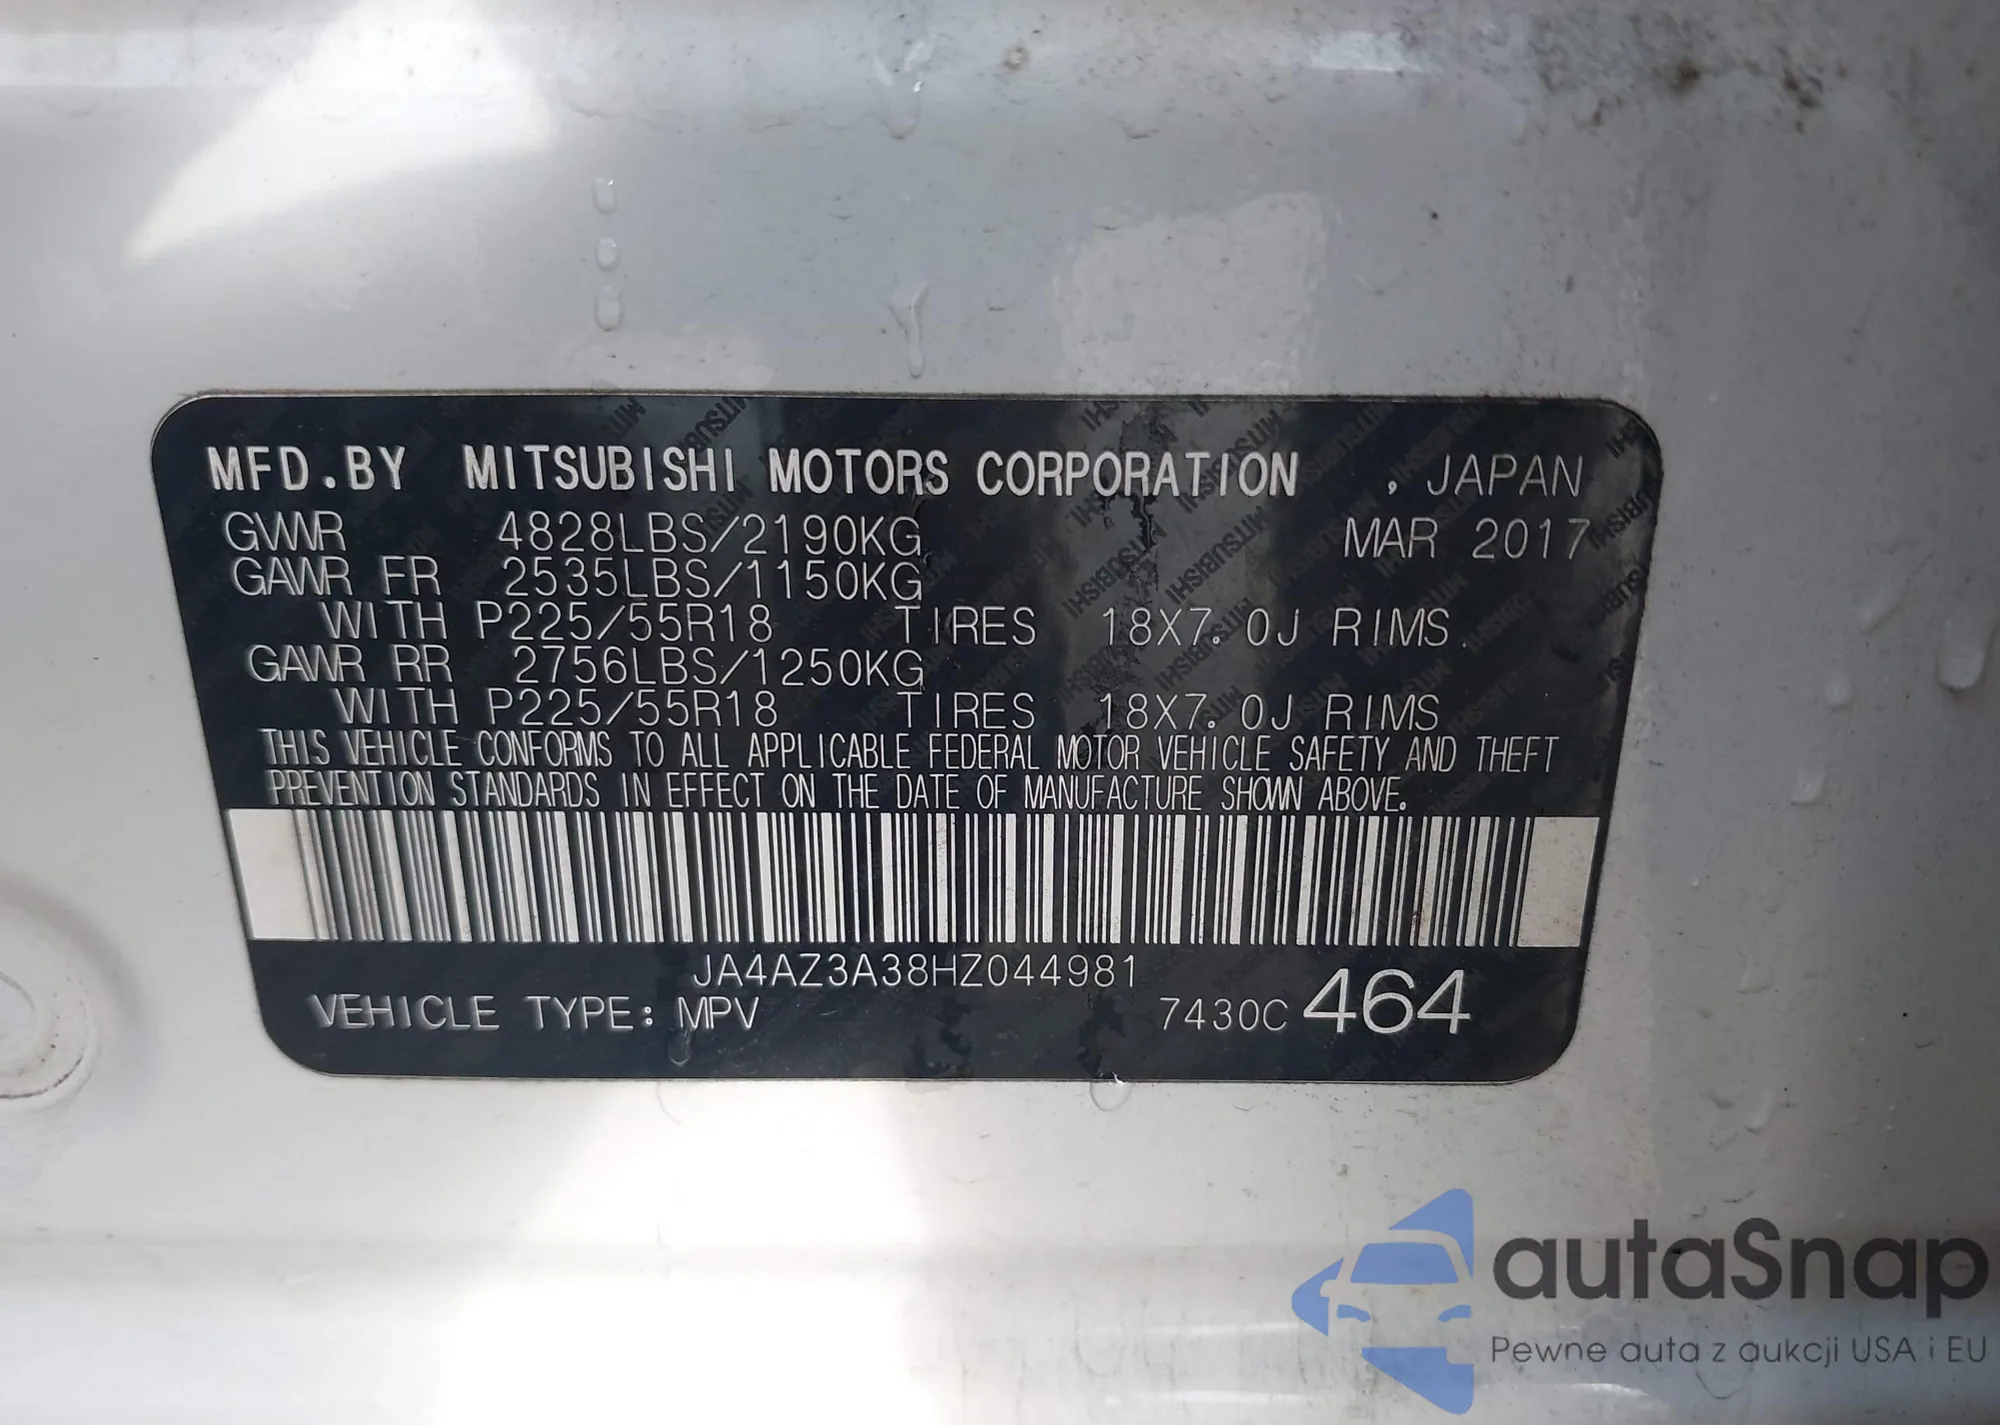 MFD.BY MITSUBISHI MOTORS CORPORATION , JAPAN
GVWR 4828LBS/2190KG MAR 2017
GAWR FR 2535LBS/1150KG
WITH P225/55R18 TIRES 18X7.0J RIMS
GAWR RR 2756LBS/1250KG
WITH P225/55R18 TIRES 18X7.0J RIMS
THIS VEHICLE CONFORMS TO ALL APPLICABLE FEDERAL MOTOR VEHICLE SAFETY AND THEFT
PREVENTION STANDARDS IN EFFECT ON THE DATE OF MANUFACTURE SHOWN ABOVE.
JA4AZ3A38HZ044981
VEHICLE TYPE: MPV 7430C 464
autaSnap
Pewne auta z aukcji USA i EU